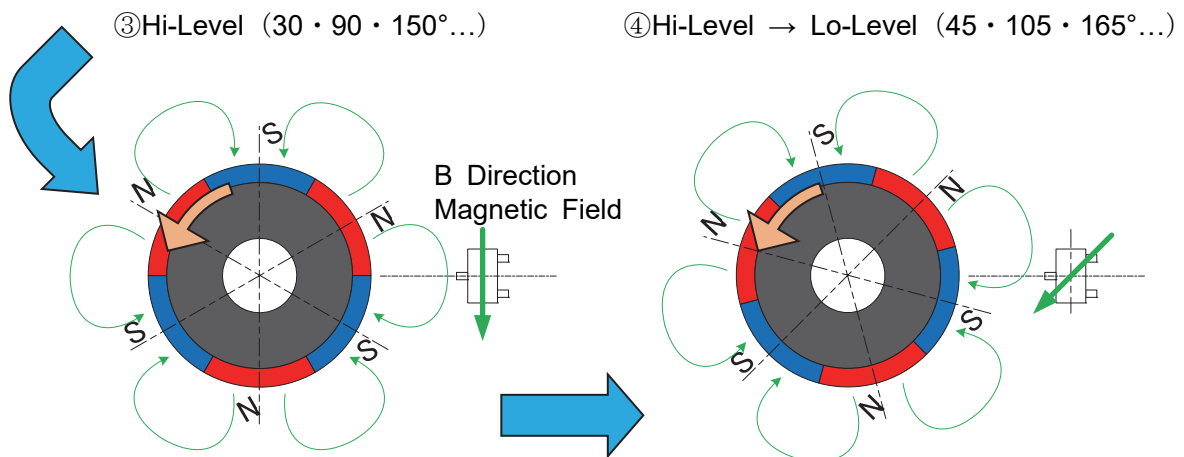 ③Hi-Level（30・90・150°…）
④Hi-Level → Lo-Level（45・105・165°…）
S
N
N
B Direction
Magnetic Field
S
S
N
S
N
N
S
S
N